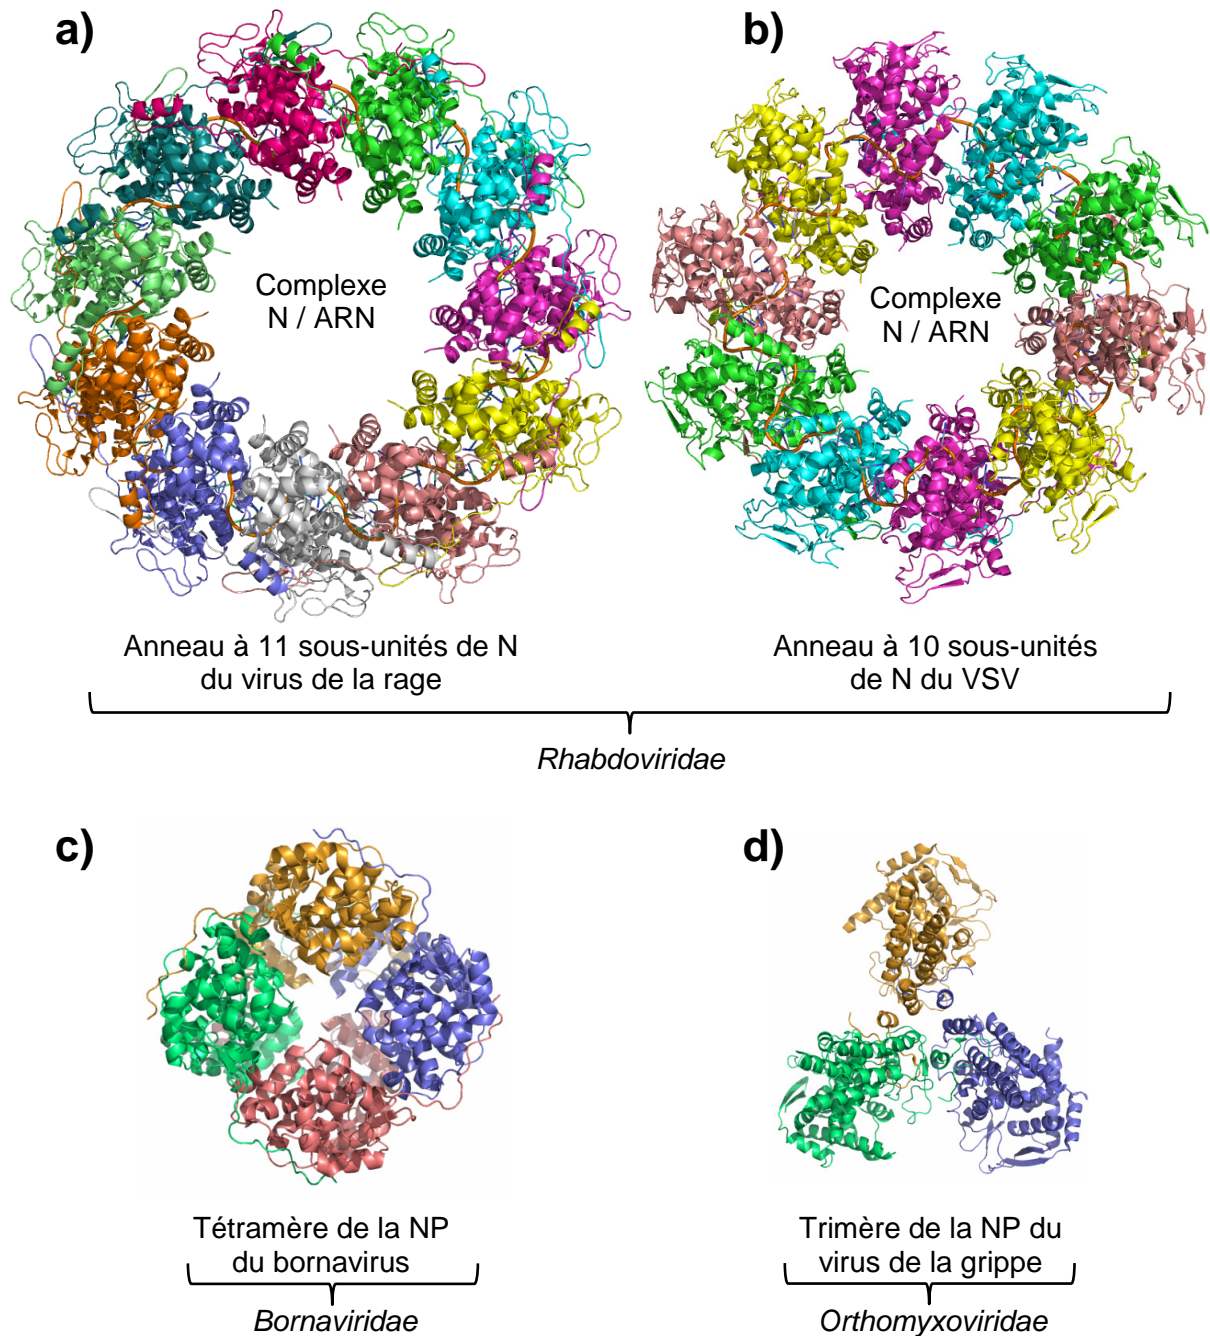 a)
b)
Complexe
N / ARN
Complexe
N / ARN
Anneau à 11 sous-unités de N
du virus de la rage
Anneau à 10 sous-unités
de N du VSV
Rhabdoviridae
c)
d)
Tétramère de la NP
du bornavirus
Bornaviridae
Trimère de la NP du
virus de la grippe
Orthomyxoviridae